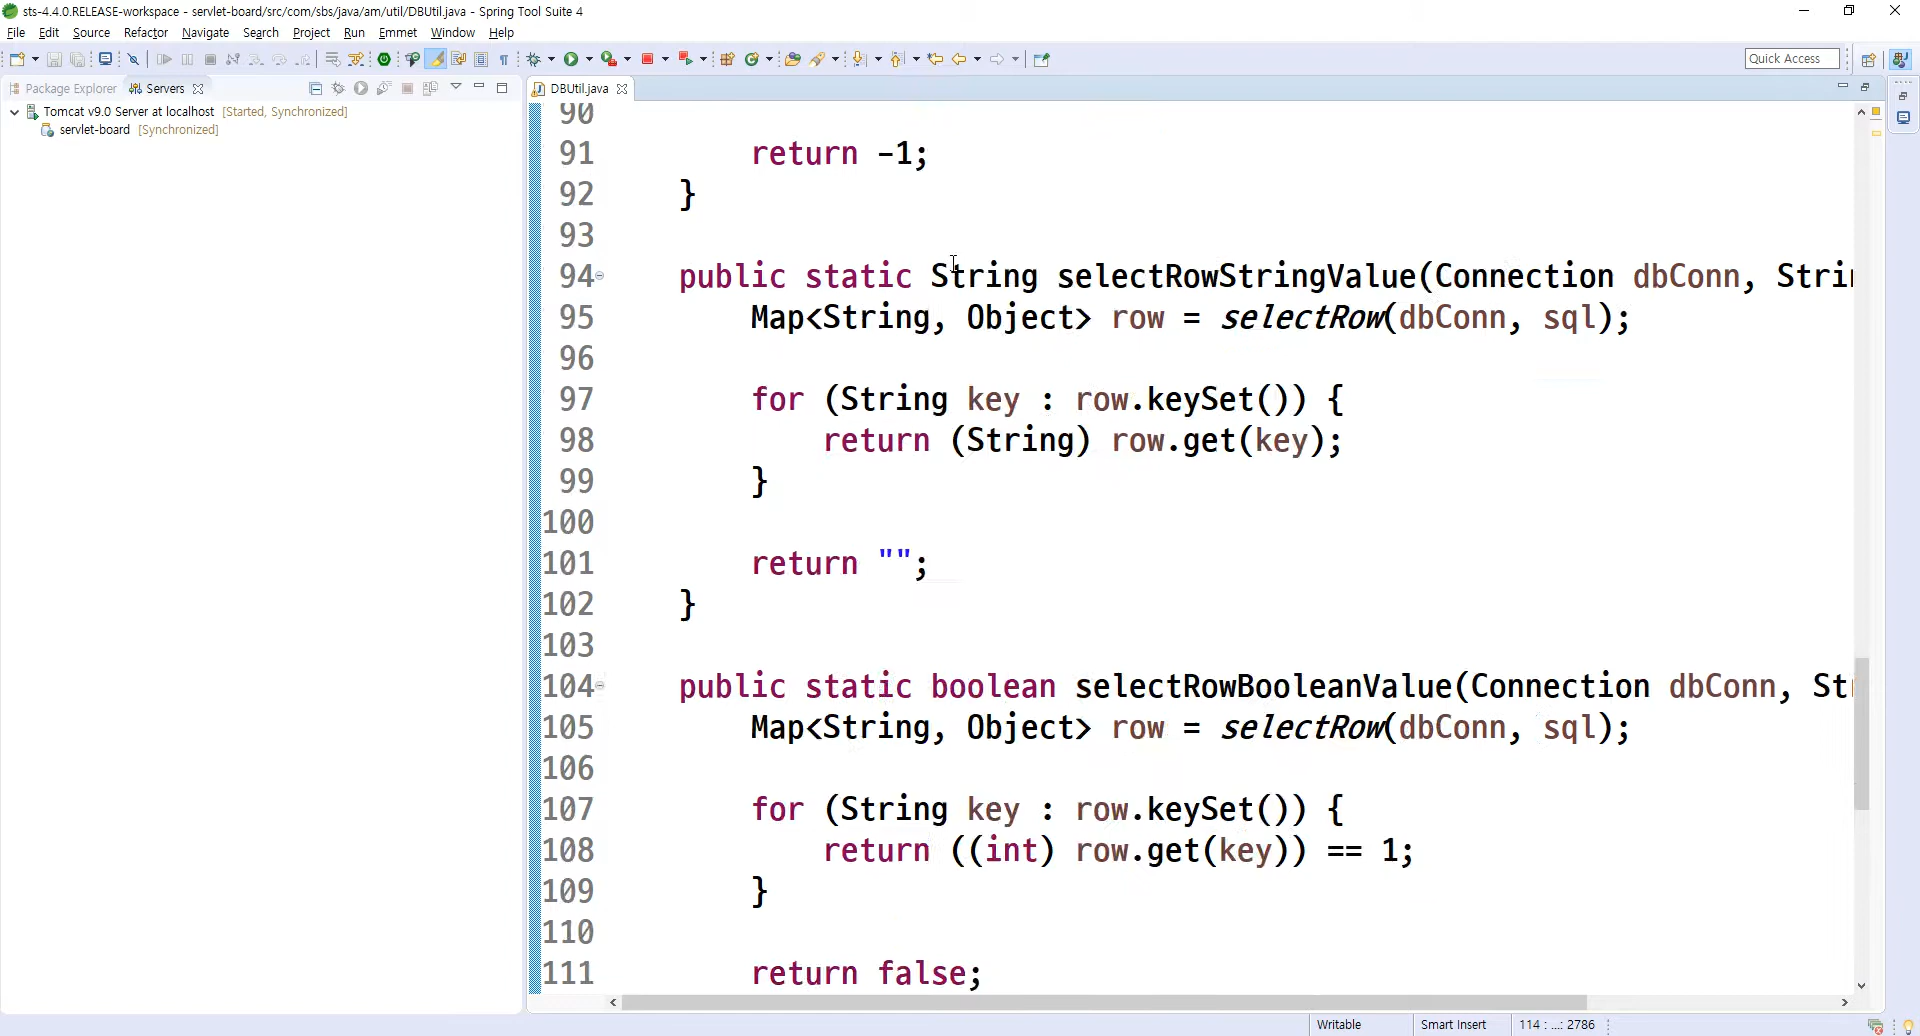 sts-4.4.0.RELEASE-workspace - servlet-board/src/com/sbs/java/am/util/DBUtil.java - Spring Tool Suite 4
File Edit Source Refactor Navigate Search Project Run Emmet Window Help
Quick Access
Package Explorer Servers
DBUtil.java
Tomcat v9.0 Server at localhost [Started, Synchronized]
servlet-board [Synchronized]
90
91 return -1;
92 }
93
94 public static String selectRowStringValue(Connection dbConn, Stri
95 Map<String, Object> row = selectRow(dbConn, sql);
96
97 for (String key : row.keySet()) {
98 return (String) row.get(key);
99 }
100
101 return "";
102 }
103
104 public static boolean selectRowBooleanValue(Connection dbConn, St
105 Map<String, Object> row = selectRow(dbConn, sql);
106
107 for (String key : row.keySet()) {
108 return ((int) row.get(key)) == 1;
109 }
110
111 return false;
Writable Smart Insert 114 : ...: 2786